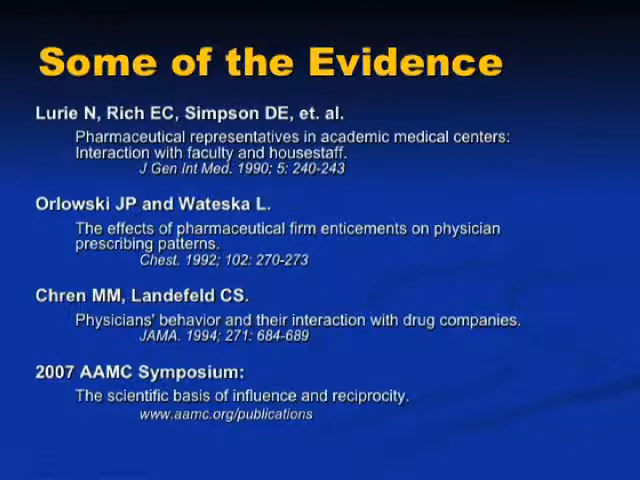 Some of the Evidence
Lurie N, Rich EC, Simpson DE, et. al.
Pharmaceutical representatives in academic medical centers:
Interaction with faculty and housestaff.
J Gen Int Med. 1990; 5: 240-243
Orlowski JP and Wateska L.
The effects of pharmaceutical firm enticements on physician
prescribing patterns.
Chest. 1992; 102: 270-273
Chren MM, Landefeld CS.
Physicians' behavior and their interaction with drug companies.
JAMA. 1994; 271: 684-689
2007 AAMC Symposium:
The scientific basis of influence and reciprocity.
www.aamc.org/publications